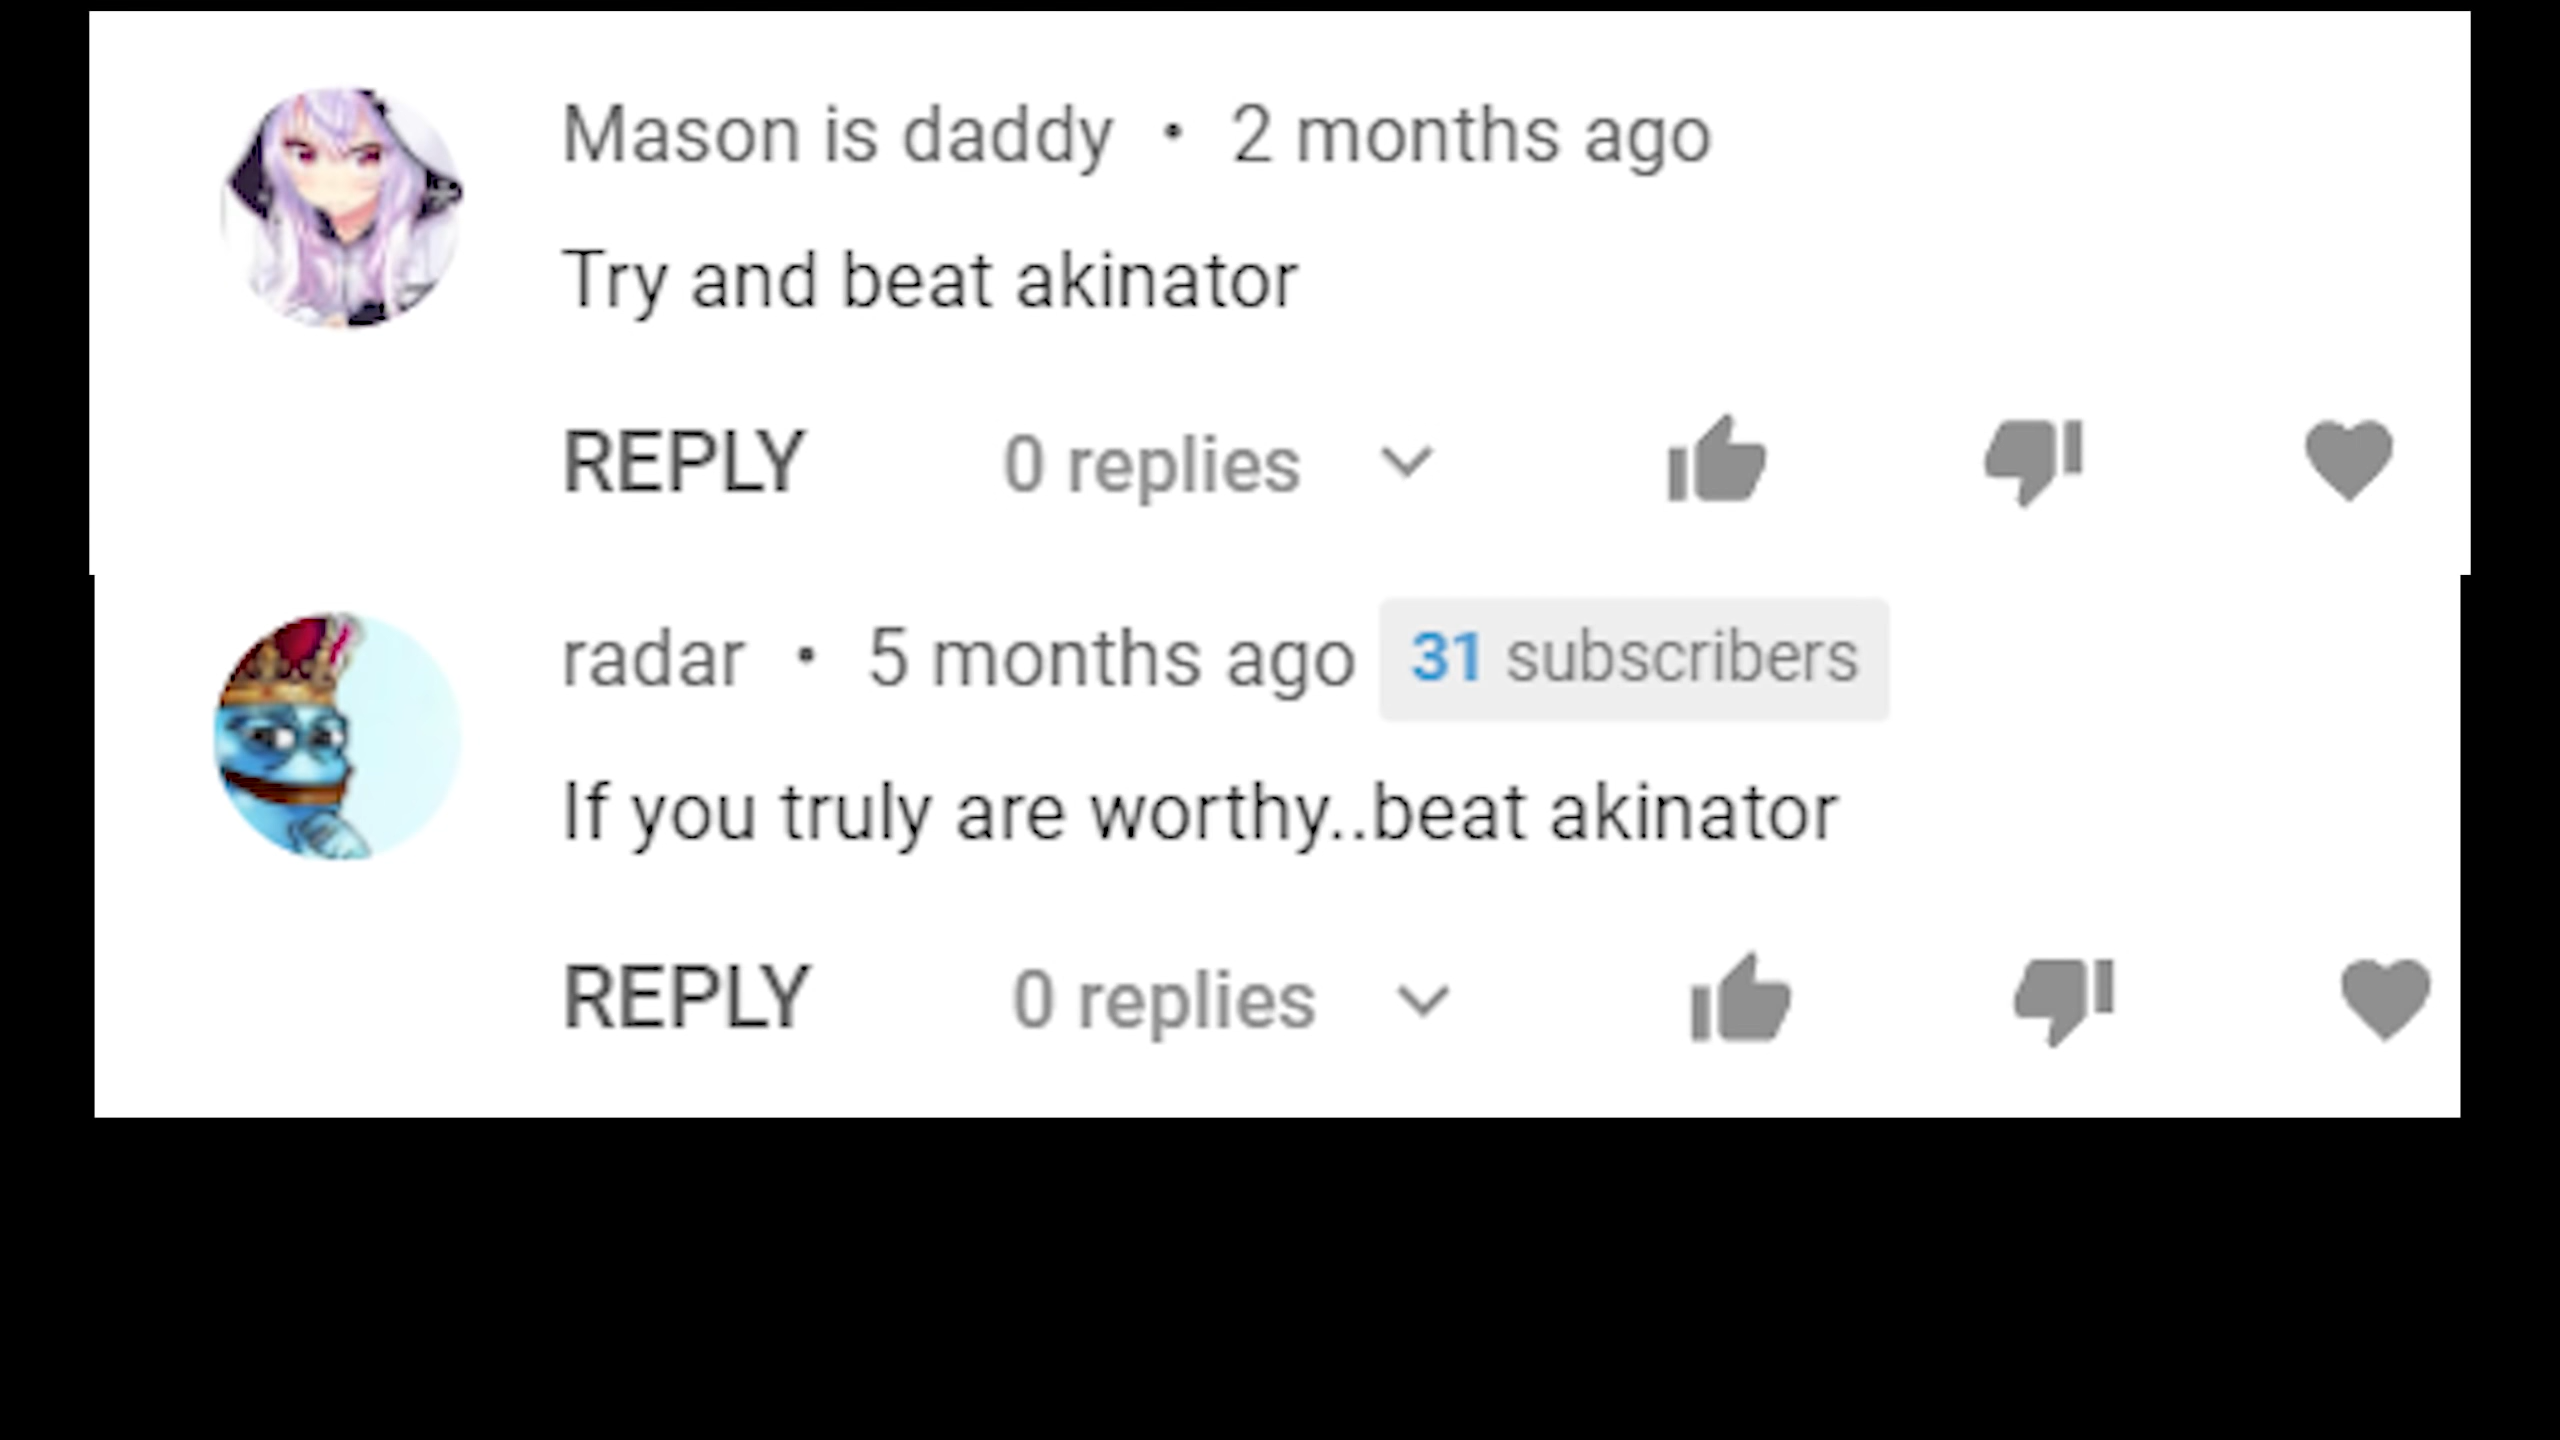 Mason is daddy • 2 months ago
Try and beat akinator
REPLY 0 replies
radar • 5 months ago 31 subscribers
If you truly are worthy..beat akinator
REPLY 0 replies